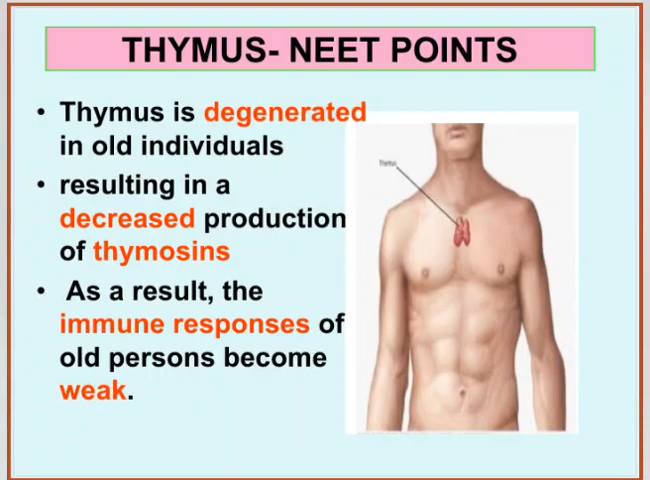 THYMUS- NEET POINTS
• Thymus is degenerated
in old individuals
• resulting in a
decreased production
of thymosins
• As a result, the
immune responses of
old persons become
weak.
Thymus